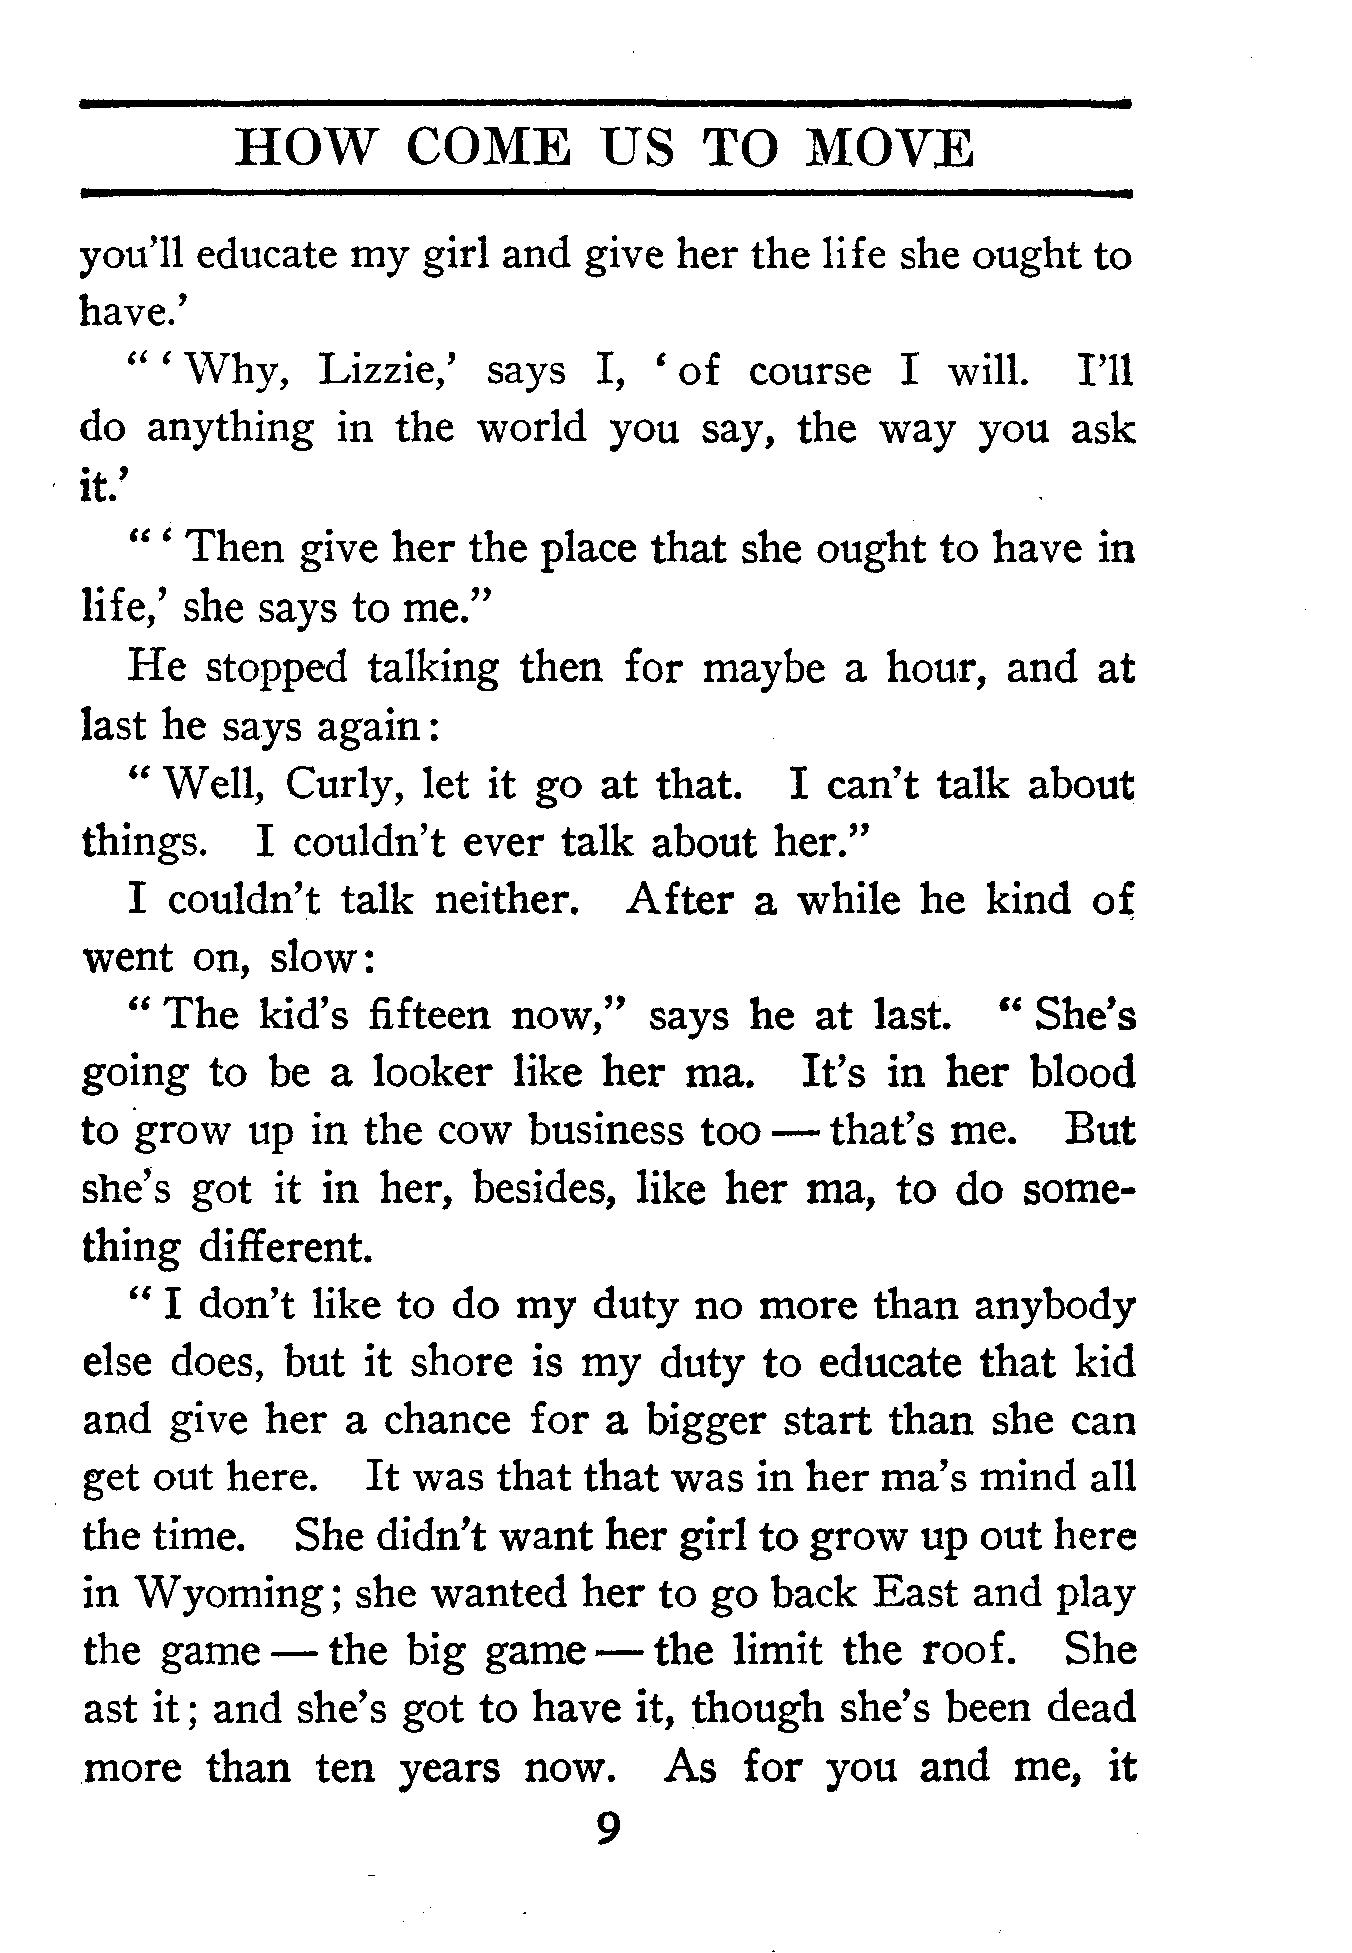 HOW COME US TO MOVE
you'll educate my girl and give her the life she ought to
have.'
" ' Why, Lizzie,' says I, ' of course I will. I'll
do anything in the world you say, the way you ask
it.'
" ' Then give her the place that she ought to have in
life,' she says to me."
He stopped talking then for maybe a hour, and at
last he says again:
" Well, Curly, let it go at that. I can't talk about
things. I couldn't ever talk about her."
I couldn't talk neither. After a while he kind of
went on, slow:
" The kid's fifteen now," says he at last. " She's
going to be a looker like her ma. It's in her blood
to grow up in the cow business too — that's me. But
she's got it in her, besides, like her ma, to do some-
thing different.
" I don't like to do my duty no more than anybody
else does, but it shore is my duty to educate that kid
and give her a chance for a bigger start than she can
get out here. It was that that was in her ma's mind all
the time. She didn't want her girl to grow up out here
in Wyoming; she wanted her to go back East and play
the game — the big game — the limit the roof. She
ast it; and she's got to have it, though she's been dead
more than ten years now. As for you and me, it
9